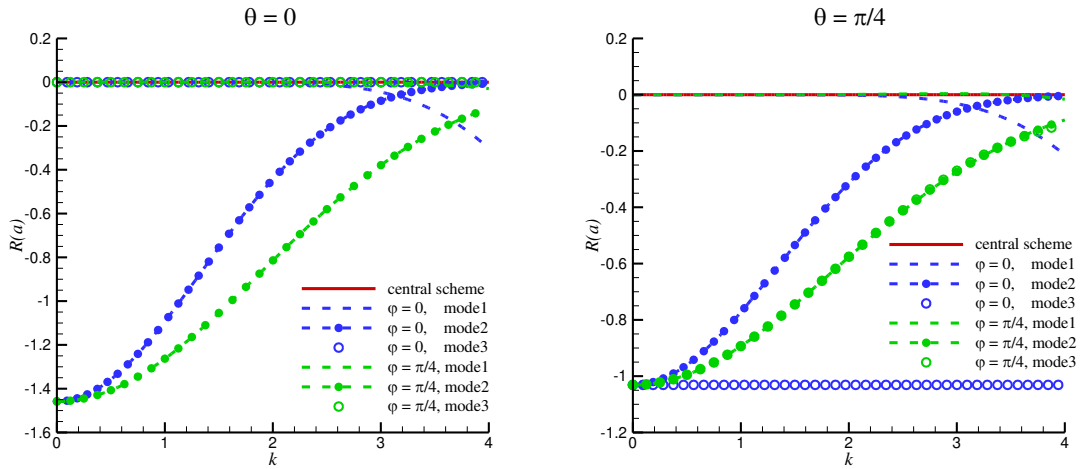 θ = 0
0.2
0
-0.2
-0.4
-0.6
-0.8
-1
-1.2
-1.4
-1.6
R(a)
0 1 2 3 4
k
central scheme
φ = 0, mode1
φ = 0, mode2
φ = 0, mode3
φ = π/4, mode1
φ = π/4, mode2
φ = π/4, mode3
θ = π/4
0.2
0
-0.2
-0.4
-0.6
-0.8
-1
-1.2
R(a)
0 1 2 3 4
k
central scheme
φ = 0, mode1
φ = 0, mode2
φ = 0, mode3
φ = π/4, mode1
φ = π/4, mode2
φ = π/4, mode3